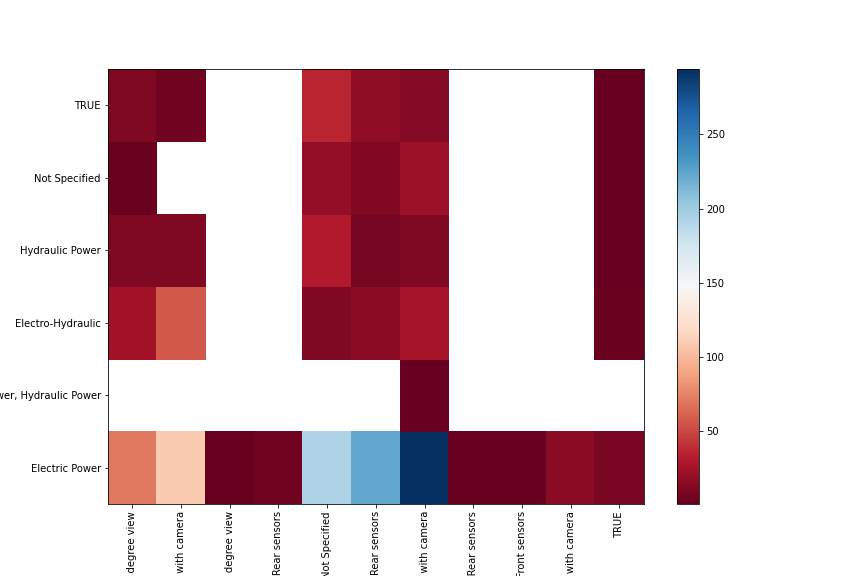 TRUE
Not Specified
Hydraulic Power
Electro-Hydraulic
Hydraulic Power
Electric Power
degree view
with camera
degree view
Rear sensors
Not Specified
Rear sensors
with camera
Rear sensors
Front sensors
with camera
TRUE
250
200
150
100
50